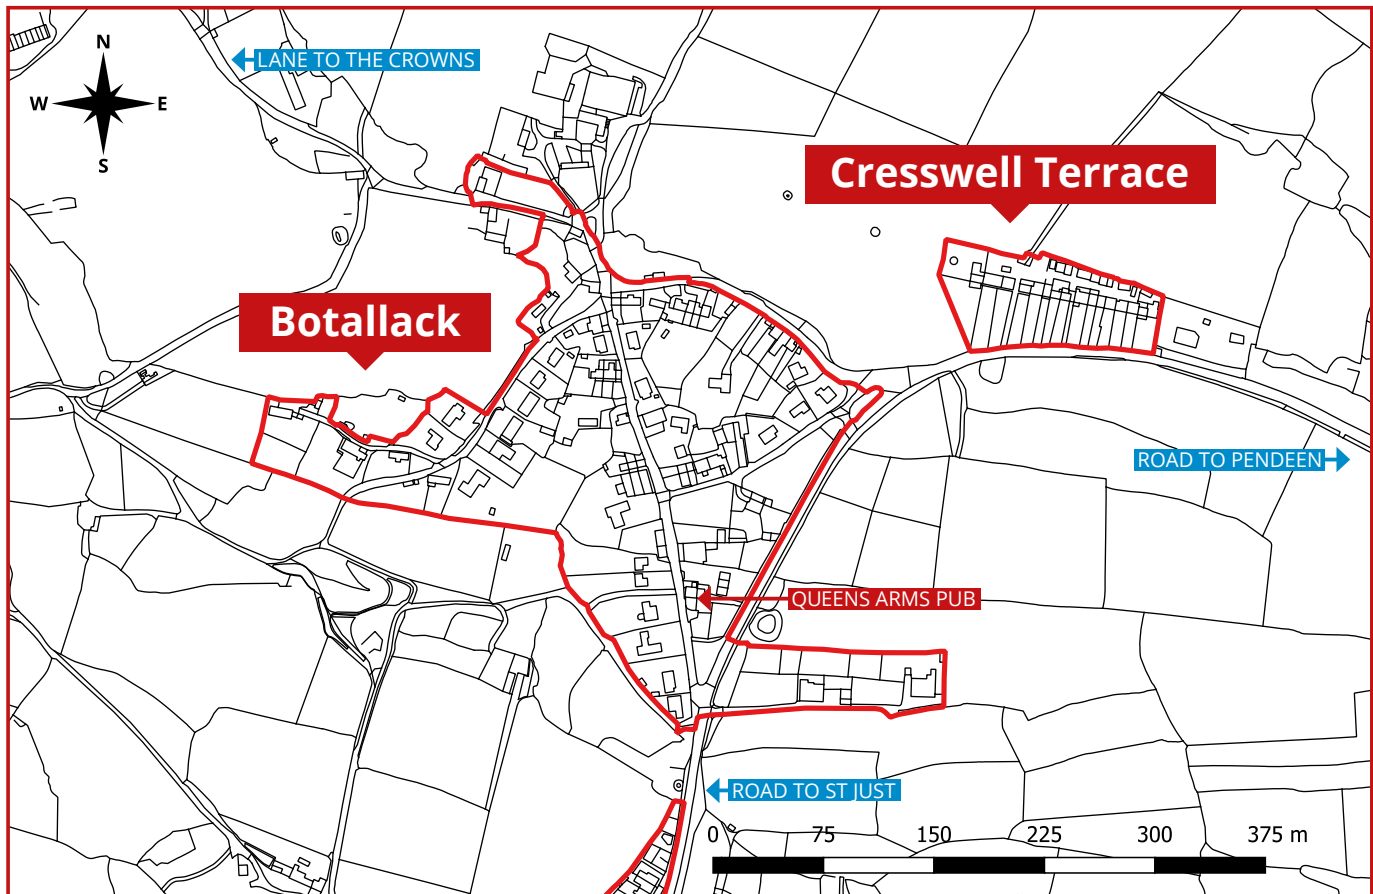 N
LANE TO THE CROWNS
W E
S
Cresswell Terrace
Botallack
ROAD TO PENDEEN
QUEENS ARMS PUB
ROAD TO ST JUST
0 75 150 225 300 375 m